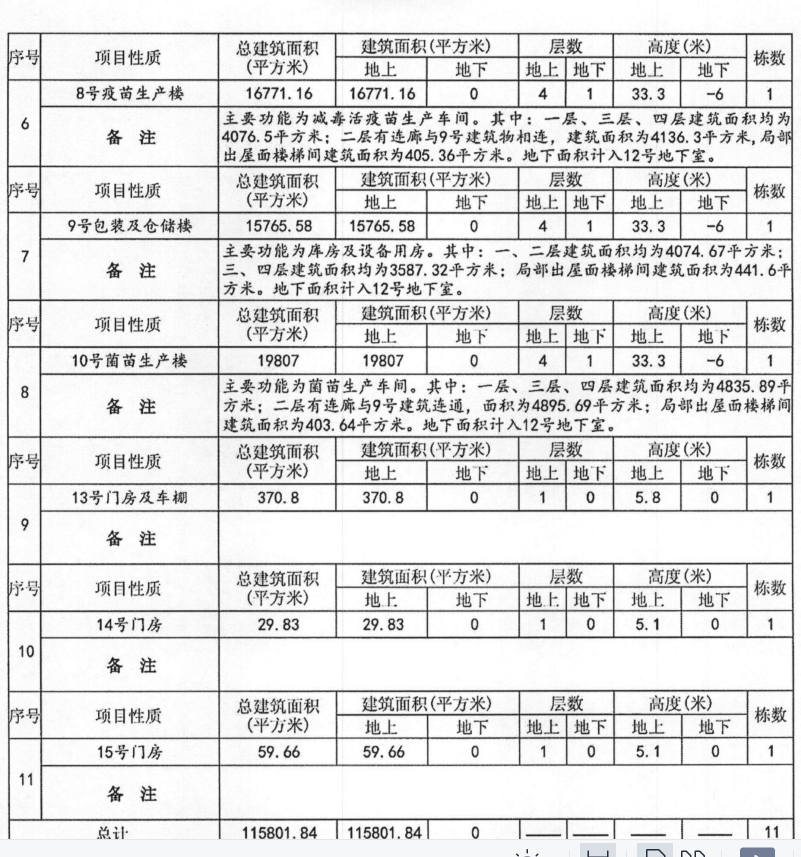 序号 项目性质 总建筑面积(平方米) 建筑面积(平方米) 层数 高度(米) 栋数
地上 地下 地上 地下 地上 地下
6 8号疫苗生产楼 16771.16 16771.16 0 4 1 33.3 -6 1
备 注 主要功能为减毒活疫苗生产车间。其中：一层、三层、四层建筑面积均为
4076.5平方米；二层有连廊与9号建筑物相连，建筑面积为4136.3平方米,局部
出屋面楼梯间建筑面积为405.36平方米。地下面积计入12号地下室。
序号 项目性质 总建筑面积(平方米) 建筑面积(平方米) 层数 高度(米) 栋数
地上 地下 地上 地下 地上 地下
7 9号包装及仓储楼 15765.58 15765.58 0 4 1 33.3 -6 1
备 注 主要功能为库房及设备用房。其中：一、二层建筑面积均为4074.67平方米；
三、四层建筑面积均为3587.32平方米；局部出屋面楼梯间建筑面积为441.6平
方米。地下面积计入12号地下室。
序号 项目性质 总建筑面积(平方米) 建筑面积(平方米) 层数 高度(米) 栋数
地上 地下 地上 地下 地上 地下
8 10号菌苗生产楼 19807 19807 0 4 1 33.3 -6 1
备 注 主要功能为菌苗生产车间。其中：一层、三层、四层建筑面积均为4835.89平
方米；二层有连廊与9号建筑连通，面积为4895.69平方米；局部出屋面楼梯间
建筑面积为403.64平方米。地下面积计入12号地下室。
序号 项目性质 总建筑面积(平方米) 建筑面积(平方米) 层数 高度(米) 栋数
地上 地下 地上 地下 地上 地下
9 13号门房及车棚 370.8 370.8 0 1 0 5.8 0 1
备 注
序号 项目性质 总建筑面积(平方米) 建筑面积(平方米) 层数 高度(米) 栋数
地上 地下 地上 地下 地上 地下
10 14号门房 29.83 29.83 0 1 0 5.1 0 1
备 注
序号 项目性质 总建筑面积(平方米) 建筑面积(平方米) 层数 高度(米) 栋数
地上 地下 地上 地下 地上 地下
11 15号门房 59.66 59.66 0 1 0 5.1 0 1
备 注
总计 115801.84 115801.84 0 —— —— —— —— 11